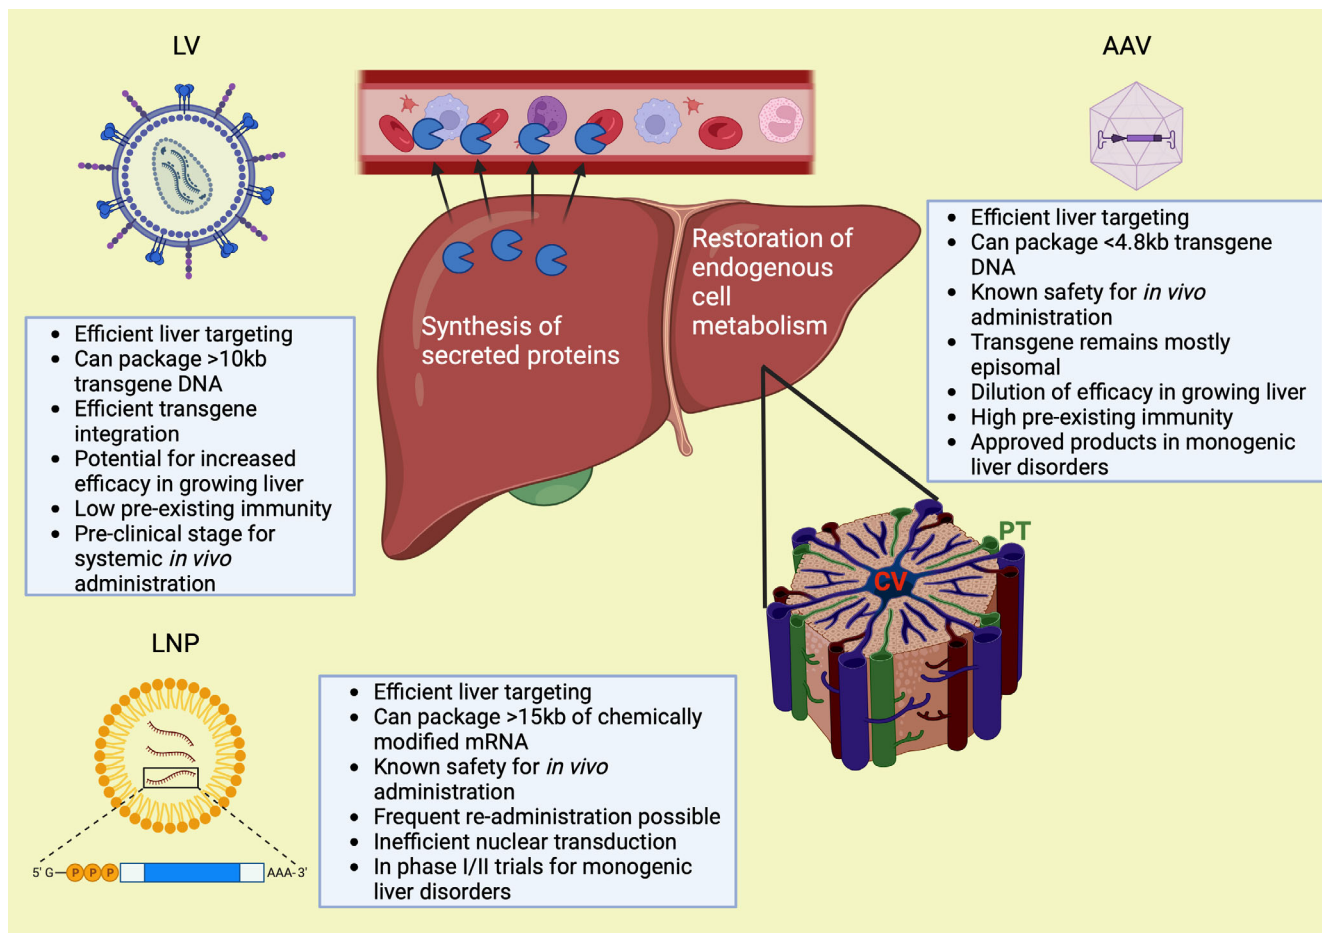 LV
• Efficient liver targeting
• Can package >10kb
transgene DNA
• Efficient transgene
integration
• Potential for increased
efficacy in growing liver
• Low pre-existing immunity
• Pre-clinical stage for
systemic in vivo
administration
Synthesis of
secreted proteins
Restoration of
endogenous
cell
metabolism
AAV
• Efficient liver targeting
• Can package <4.8kb transgene
DNA
• Known safety for in vivo
administration
• Transgene remains mostly
episomal
• Dilution of efficacy in growing liver
• High pre-existing immunity
• Approved products in monogenic
liver disorders
PT
CV
LNP
5' G P P P AAA-3'
• Efficient liver targeting
• Can package >15kb of chemically
modified mRNA
• Known safety for in vivo
administration
• Frequent re-administration possible
• Inefficient nuclear transduction
• In phase I/II trials for monogenic
liver disorders